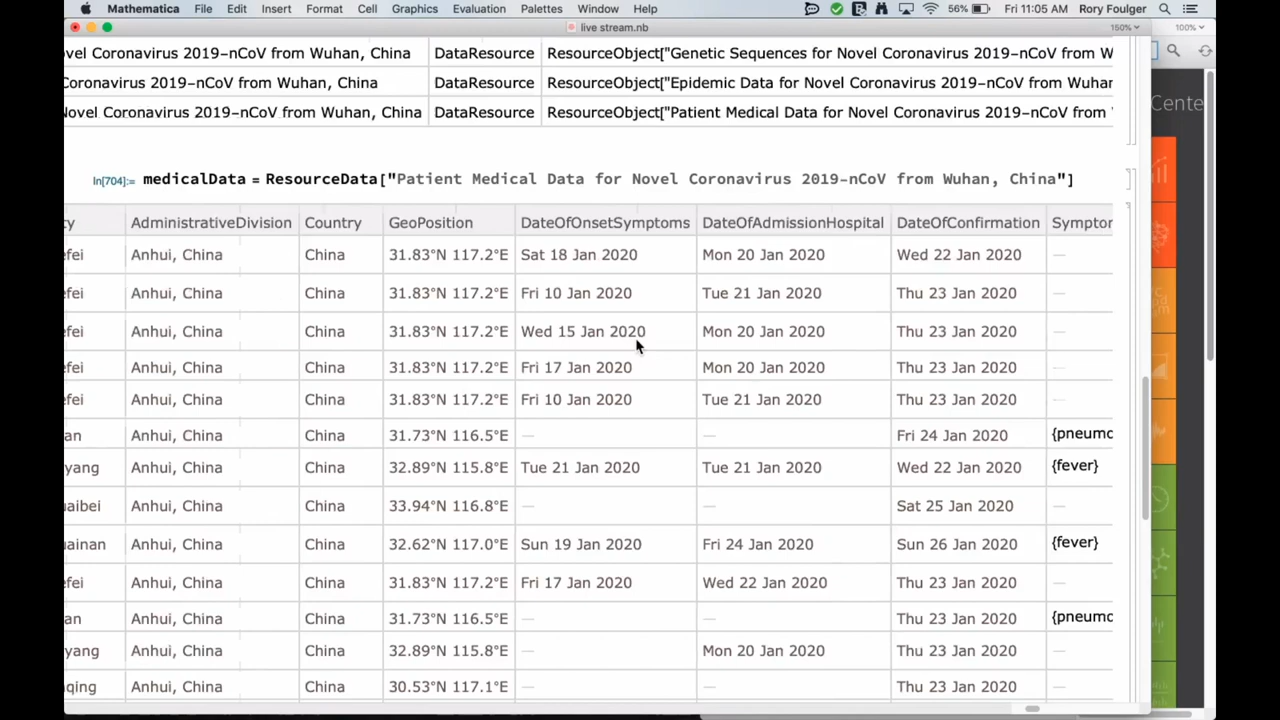 Mathematica File Edit Insert Format Cell Graphics Evaluation Palettes Window Help 56% Fri 11:05 AM Rory Foulger
live stream.nb 150% 100%
ovel Coronavirus 2019-nCoV from Wuhan, China DataResource ResourceObject["Genetic Sequences for Novel Coronavirus 2019-nCoV from W
Coronavirus 2019-nCoV from Wuhan, China DataResource ResourceObject["Epidemic Data for Novel Coronavirus 2019-nCoV from Wuhan
Novel Coronavirus 2019-nCoV from Wuhan, China DataResource ResourceObject["Patient Medical Data for Novel Coronavirus 2019-nCoV from
Cente
In[704]:= medicalData = ResourceData["Patient Medical Data for Novel Coronavirus 2019-nCoV from Wuhan, China"]
ty AdministrativeDivision Country GeoPosition DateOfOnsetSymptoms DateOfAdmissionHospital DateOfConfirmation Sympto
efei Anhui, China China 31.83°N 117.2°E Sat 18 Jan 2020 Mon 20 Jan 2020 Wed 22 Jan 2020 —
efei Anhui, China China 31.83°N 117.2°E Fri 10 Jan 2020 Tue 21 Jan 2020 Thu 23 Jan 2020 —
efei Anhui, China China 31.83°N 117.2°E Wed 15 Jan 2020 Mon 20 Jan 2020 Thu 23 Jan 2020 —
efei Anhui, China China 31.83°N 117.2°E Fri 17 Jan 2020 Mon 20 Jan 2020 Thu 23 Jan 2020 —
efei Anhui, China China 31.83°N 117.2°E Fri 10 Jan 2020 Tue 21 Jan 2020 Thu 23 Jan 2020 —
an Anhui, China China 31.73°N 116.5°E — — Fri 24 Jan 2020 {pneumo
yang Anhui, China China 32.89°N 115.8°E Tue 21 Jan 2020 Tue 21 Jan 2020 Wed 22 Jan 2020 {fever}
uaibei Anhui, China China 33.94°N 116.8°E — — Sat 25 Jan 2020 —
uainan Anhui, China China 32.62°N 117.0°E Sun 19 Jan 2020 Fri 24 Jan 2020 Sun 26 Jan 2020 {fever}
efei Anhui, China China 31.83°N 117.2°E Fri 17 Jan 2020 Wed 22 Jan 2020 Thu 23 Jan 2020 —
an Anhui, China China 31.73°N 116.5°E — — Thu 23 Jan 2020 {pneumo
yang Anhui, China China 32.89°N 115.8°E — Mon 20 Jan 2020 Thu 23 Jan 2020 —
nqing Anhui, China China 30.53°N 117.1°E — — Thu 23 Jan 2020 —